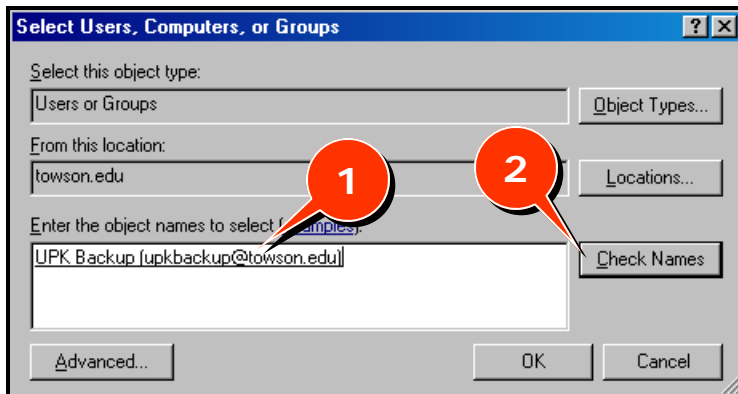 Select Users, Computers, or Groups
Select this object type:
Users or Groups
Object Types...
From this location:
towson.edu
1
2
Locations...
Enter the object names to select
UPK Backup (upkbackup@towson.edu)
Check Names
Advanced...
OK
Cancel